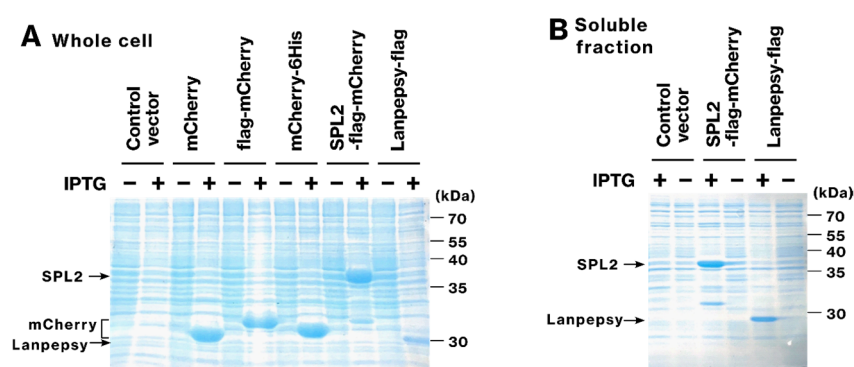 A Whole cell
Control
vector
mCherry
flag-mCherry
mCherry-6His
SPL2
-flag-mCherry
Lanpepsy-flag
IPTG − + − + − + − + − + − +
(kDa)
70
55
40
SPL2
35
mCherry
Lanpepsy
30
B Soluble
fraction
Control
vector
SPL2
-flag-mCherry
Lanpepsy-flag
IPTG + − + − + −
(kDa)
70
55
40
SPL2
35
30
Lanpepsy